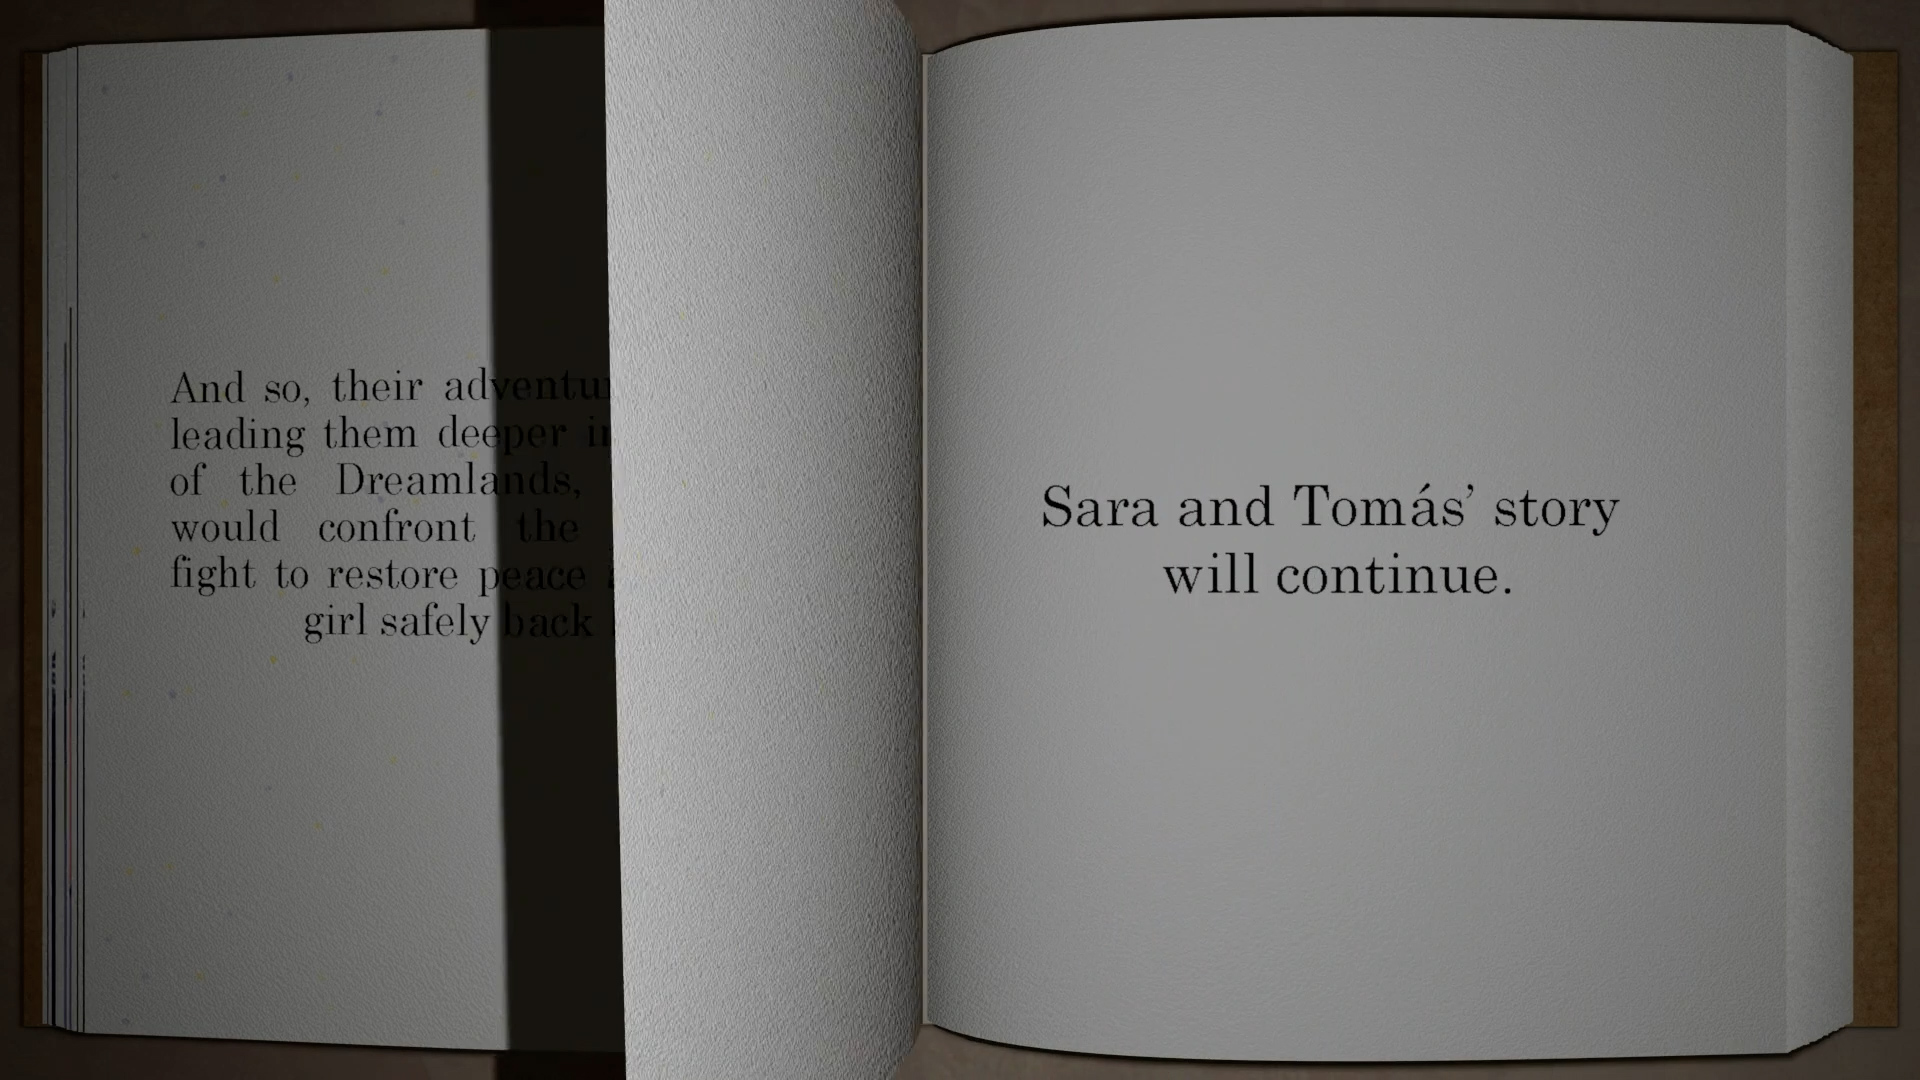 And so, their
leading them deeper
of the Dreamlands,
would confront the
fight to restore peace
girl safely back
Sara and Tomás’ story
will continue.